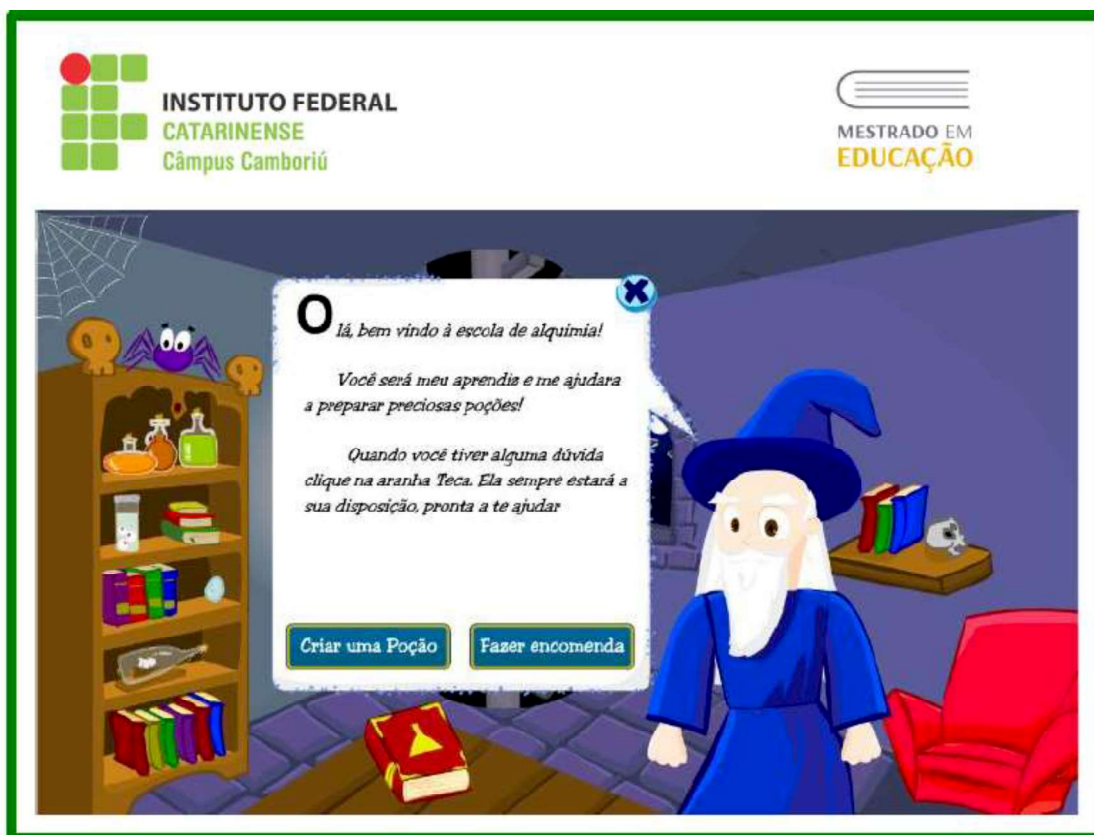 INSTITUTO FEDERAL
CATARINENSE
Câmpus Camboriú
MESTRADO EM
EDUCAÇÃO
Olá, bem vindo à escola de alquimia!
Você será meu aprendiz e me ajudara
a preparar preciosas poções!
Quando você tiver alguma dúvida
clique na aranha Teca. Ela sempre estará a
sua disposição, pronta a te ajudar
Criar uma Poção
Fazer encomenda